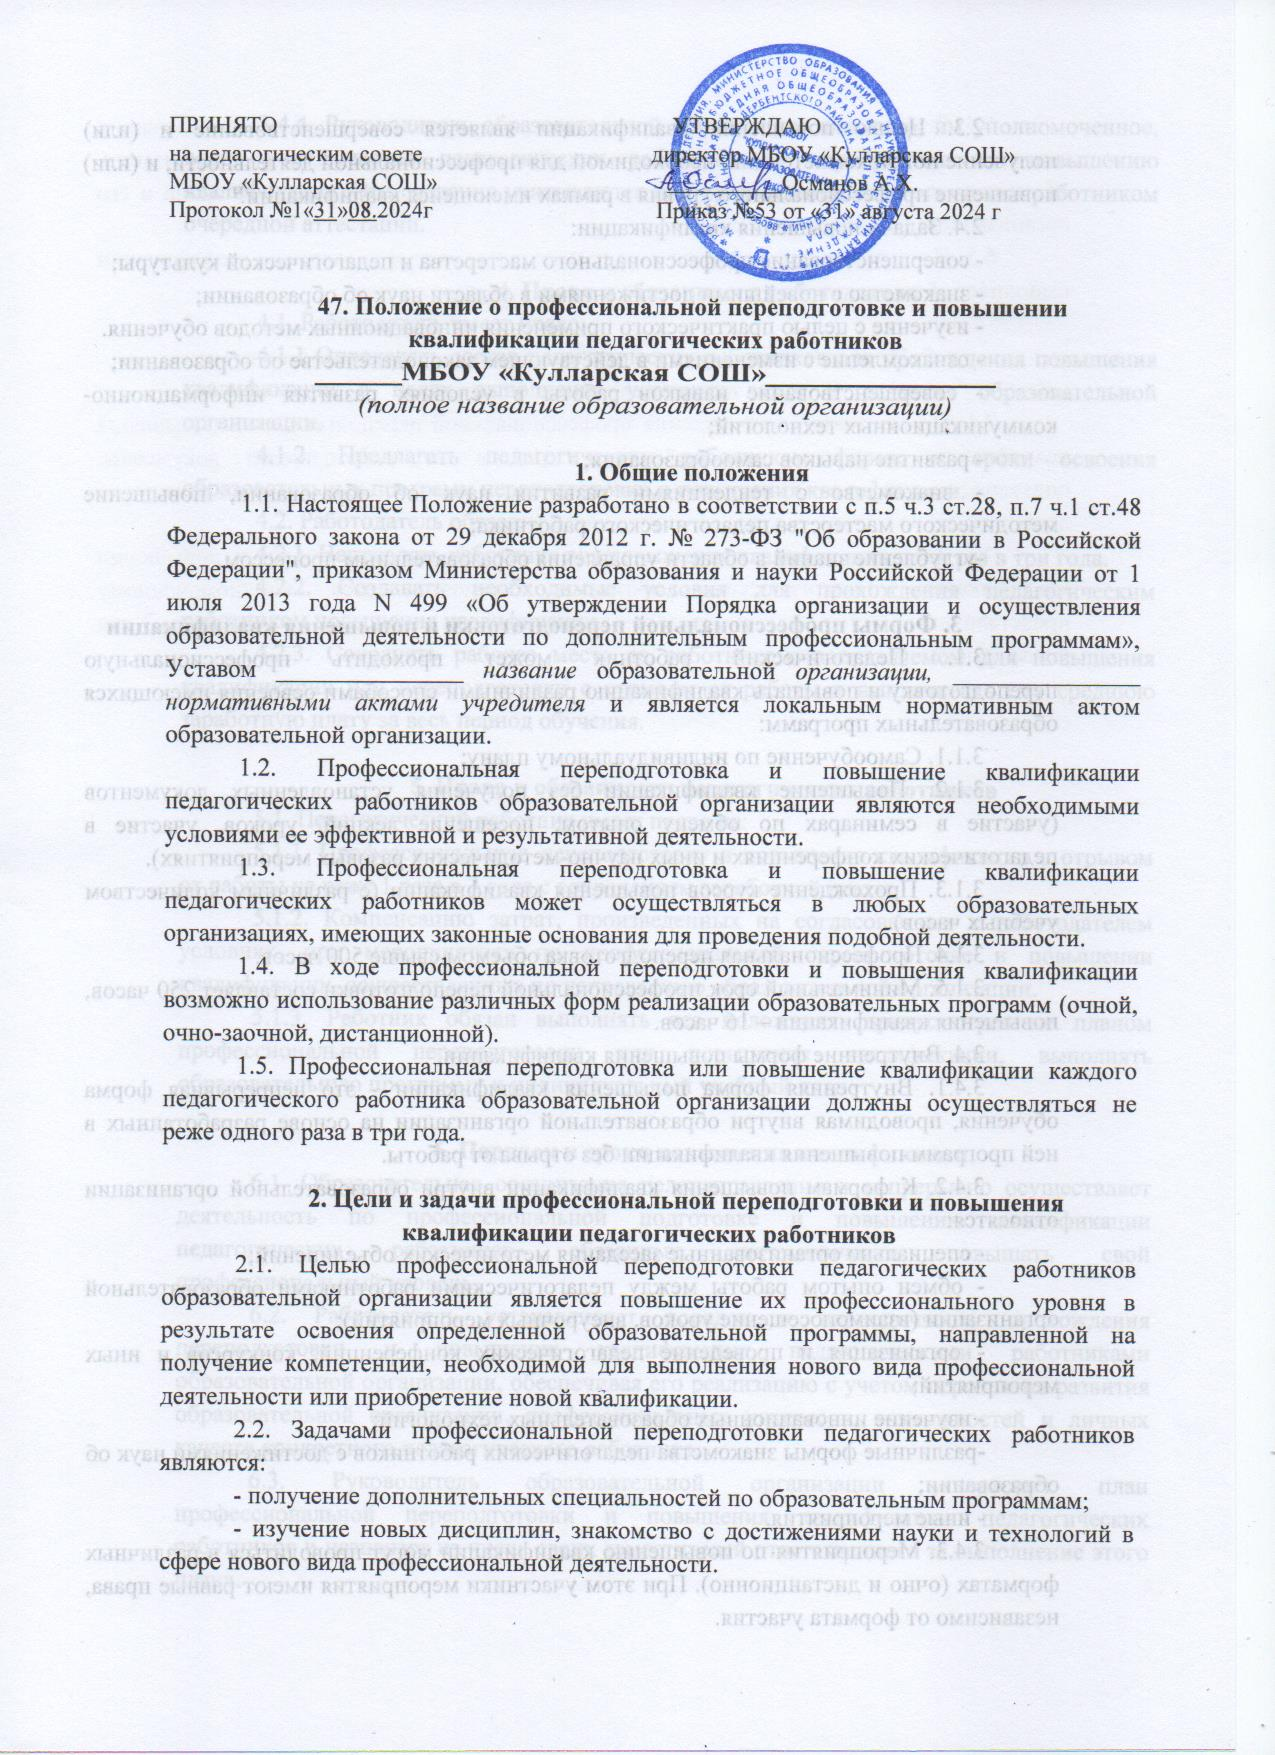 ПРИНЯТО
на педагогическим совете
МБОУ «Кулларская СОШ»
Протокол №1«31»08.2024г
УТВЕРЖДАЮ
директор МБОУ «Кулларская СОШ»
Османов А.Х.
Приказ №53 от «31» августа 2024 г
47. Положение о профессиональной переподготовке и повышении
квалификации педагогических работников
______МБОУ «Кулларская СОШ»________________
(полное название образовательной организации)
1. Общие положения
1.1. Настоящее Положение разработано в соответствии с п.5 ч.3 ст.28, п.7 ч.1 ст.48
Федерального закона от 29 декабря 2012 г. № 273-ФЗ "Об образовании в Российской
Федерации", приказом Министерства образования и науки Российской Федерации от 1
июля 2013 года N 499 «Об утверждении Порядка организации и осуществления
образовательной деятельности по дополнительным профессиональным программам»,
Уставом _______________ название образовательной организации, _______________
нормативными актами учредителя и является локальным нормативным актом
образовательной организации.
1.2. Профессиональная переподготовка и повышение квалификации
педагогических работников образовательной организации являются необходимыми
условиями ее эффективной и результативной деятельности.
1.3. Профессиональная переподготовка и повышение квалификации
педагогических работников может осуществляться в любых образовательных
организациях, имеющих законные основания для проведения подобной деятельности.
1.4. В ходе профессиональной переподготовки и повышения квалификации
возможно использование различных форм реализации образовательных программ (очной,
очно-заочной, дистанционной).
1.5. Профессиональная переподготовка или повышение квалификации каждого
педагогического работника образовательной организации должны осуществляться не
реже одного раза в три года.
2. Цели и задачи профессиональной переподготовки и повышения
квалификации педагогических работников
2.1. Целью профессиональной переподготовки педагогических работников
образовательной организации является повышение их профессионального уровня в
результате освоения определенной образовательной программы, направленной на
получение компетенции, необходимой для выполнения нового вида профессиональной
деятельности или приобретение новой квалификации.
2.2. Задачами профессиональной переподготовки педагогических работников
являются:
- получение дополнительных специальностей по образовательным программам;
- изучение новых дисциплин, знакомство с достижениями науки и технологий в
сфере нового вида профессиональной деятельности.